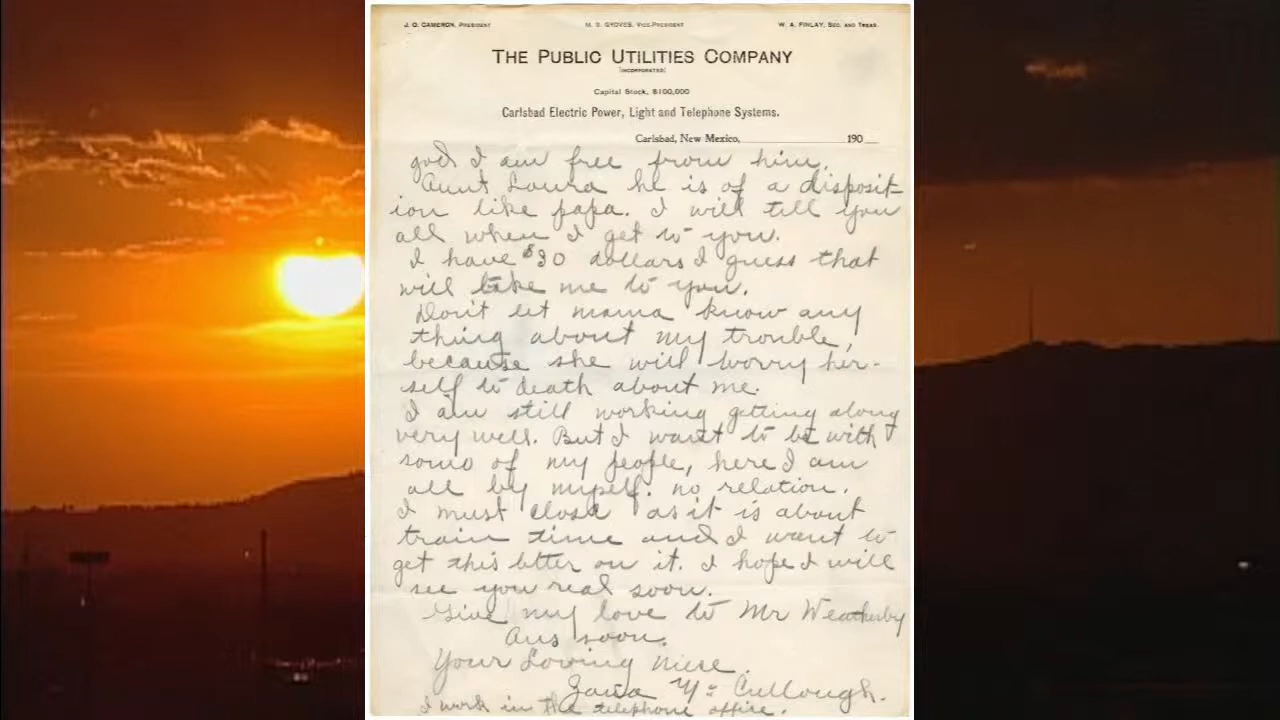 J. O. CAMERON, PRESIDENT M. S. GROVES, VICE-PRESIDENT W. A. FINLAY, SEC. AND TREAS.
THE PUBLIC UTILITIES COMPANY
(INCORPORATED)
Capital Stock, $100,000
Carlsbad Electric Power, Light and Telephone Systems.
Carlsbad, New Mexico, 190
god I am free from him.
Aunt Laura he is of a disposit-
ion like papa. I will tell you
all when I get to you.
I have $30 dollars I guess that
will take me to you.
Don't let mama know any
thing about my trouble,
because she will worry her-
self to death about me.
I am still working getting along
very well. But I want to be with
some of my people, here I am
all by myself. no relation.
I must close as it is about
train time and I want to
get this letter on it. I hope I will
see you real soon.
Give my love to Mr Weatherby
Ans soon.
Your Loving Niese.
Mc Cullough.
I work in the telephone office.